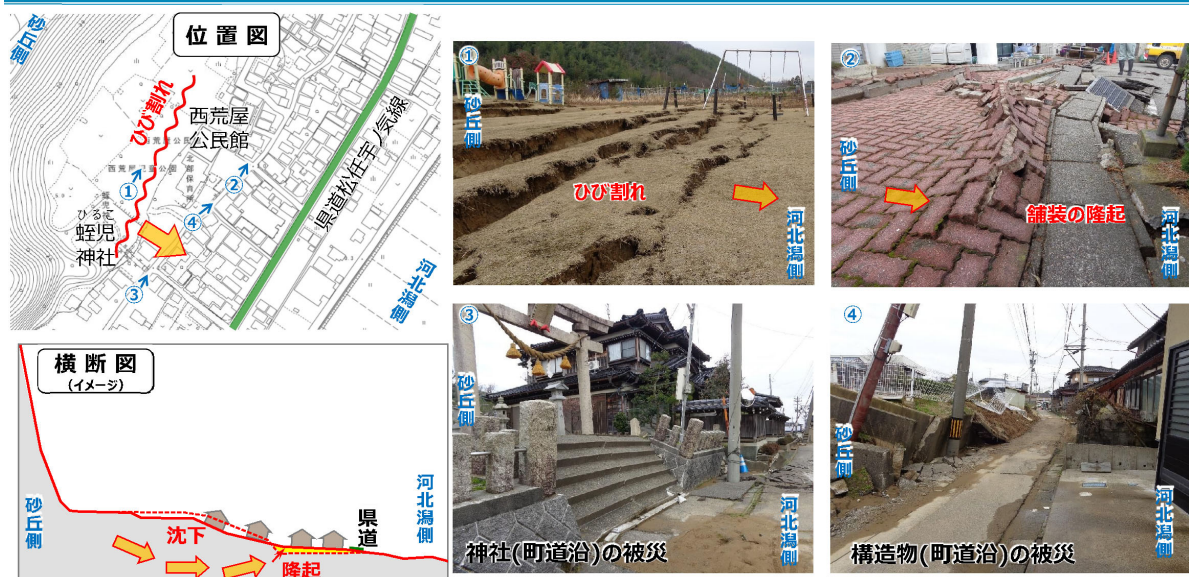 位置図
砂丘側
ひび割れ
西荒屋
公民館
①
②
④
ひるこ
蛭児
神社
③
県道松任宇ノ気線
河北潟側
横断図
(イメージ)
砂丘側
沈下
隆起
県道
河北潟側
①
砂丘側
ひび割れ
河北潟側
②
砂丘側
舗装の隆起
河北潟側
③
砂丘側
神社(町道沿)の被災
河北潟側
④
砂丘側
構造物(町道沿)の被災
河北潟側